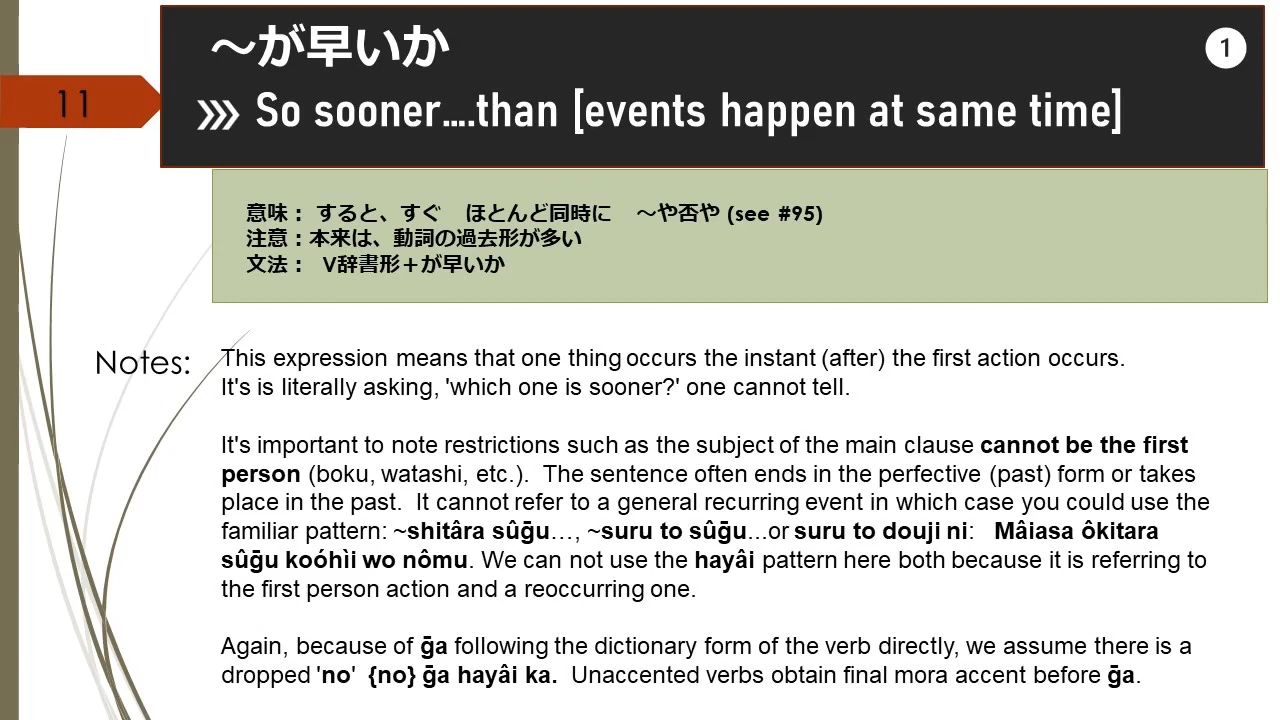 ～が早いか
1
11
So sooner....than [events happen at same time]
意味： すると、すぐ　ほとんど同時に　～や否や (see #95)
注意：本来は、動詞の過去形が多い
文法：　V辞書形＋が早いか
Notes:
This expression means that one thing occurs the instant (after) the first action occurs.
It's is literally asking, 'which one is sooner?' one cannot tell.
It's important to note restrictions such as the subject of the main clause cannot be the first
person (boku, watashi, etc.).  The sentence often ends in the perfective (past) form or takes
place in the past.  It cannot refer to a general recurring event in which case you could use the
familiar pattern: ~shitâra sûḡu…, ~suru to sûḡu...or suru to douji ni:   Mâiasa ôkitara
sûḡu koóhìi wo nômu. We can not use the hayâi pattern here both because it is referring to
the first person action and a reoccurring one.
Again, because of ḡa following the dictionary form of the verb directly, we assume there is a
dropped 'no'  {no} ḡa hayâi ka.  Unaccented verbs obtain final mora accent before ḡa.